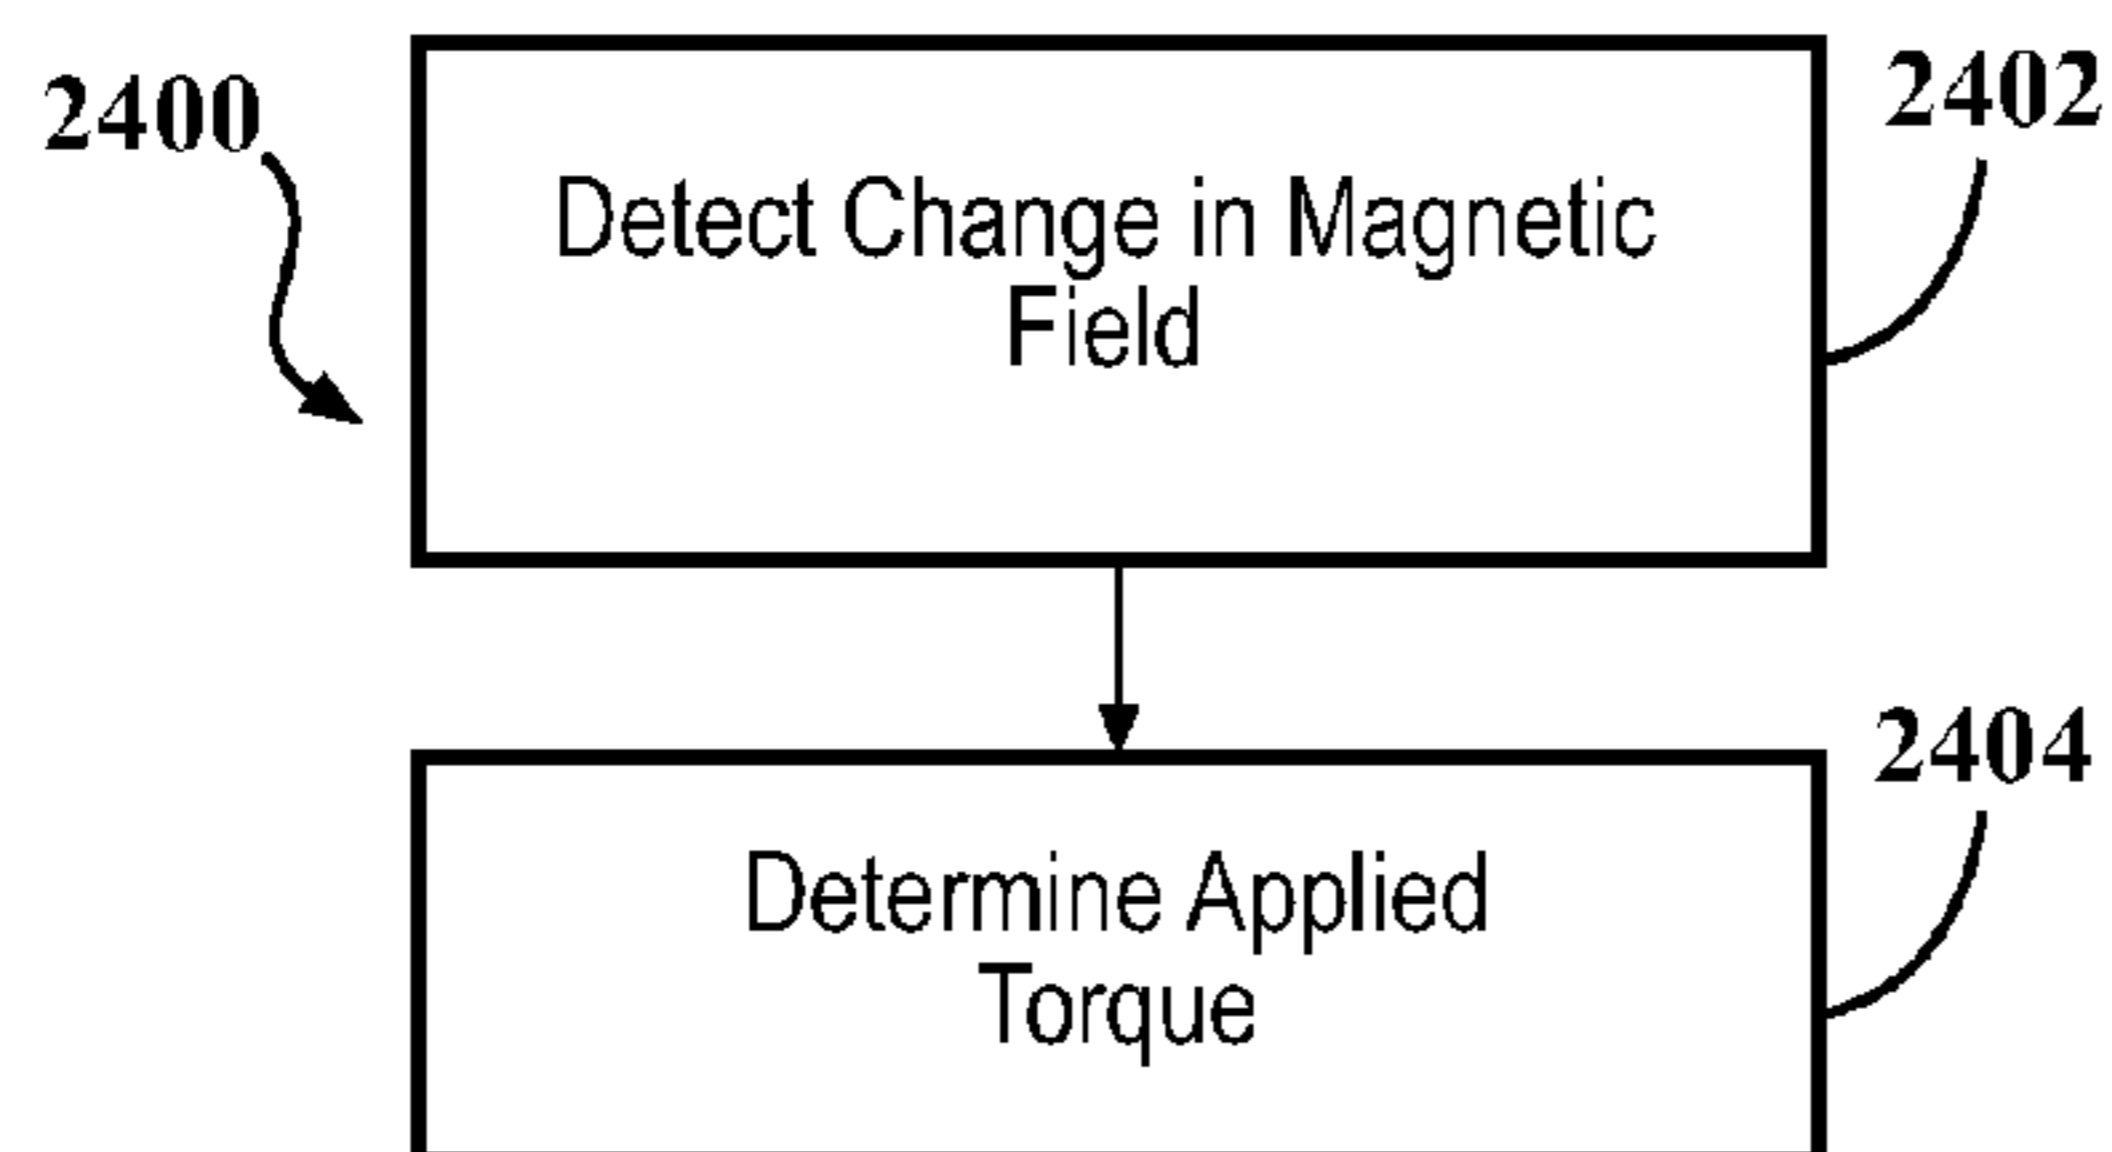 2400
2402
Detect Change in Magnetic
Field
2404
Determine Applied
Torque